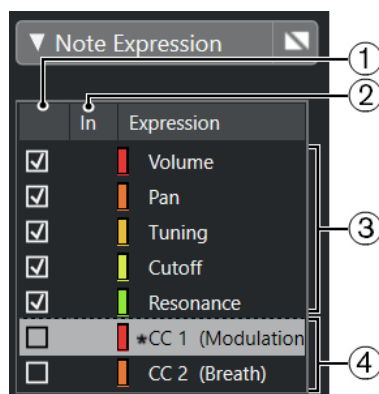 Note Expression
①
②
In Expression
Volume
Pan
Tuning
③
Cutoff
Resonance
*CC 1 (Modulation
④
CC 2 (Breath)